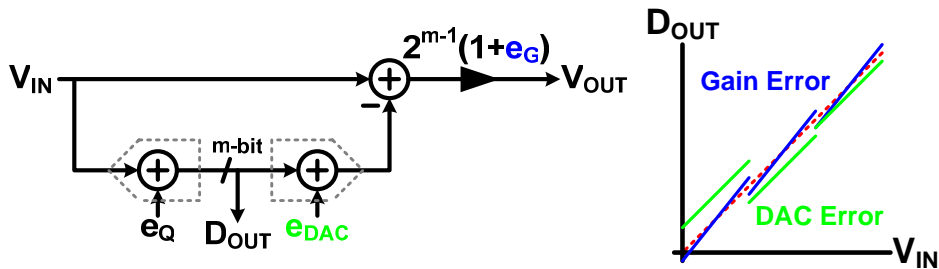 2^{m-1}(1+e_G)
V_IN
V_OUT
m-bit
e_Q
D_OUT
e_DAC
D_OUT
Gain Error
DAC Error
V_IN